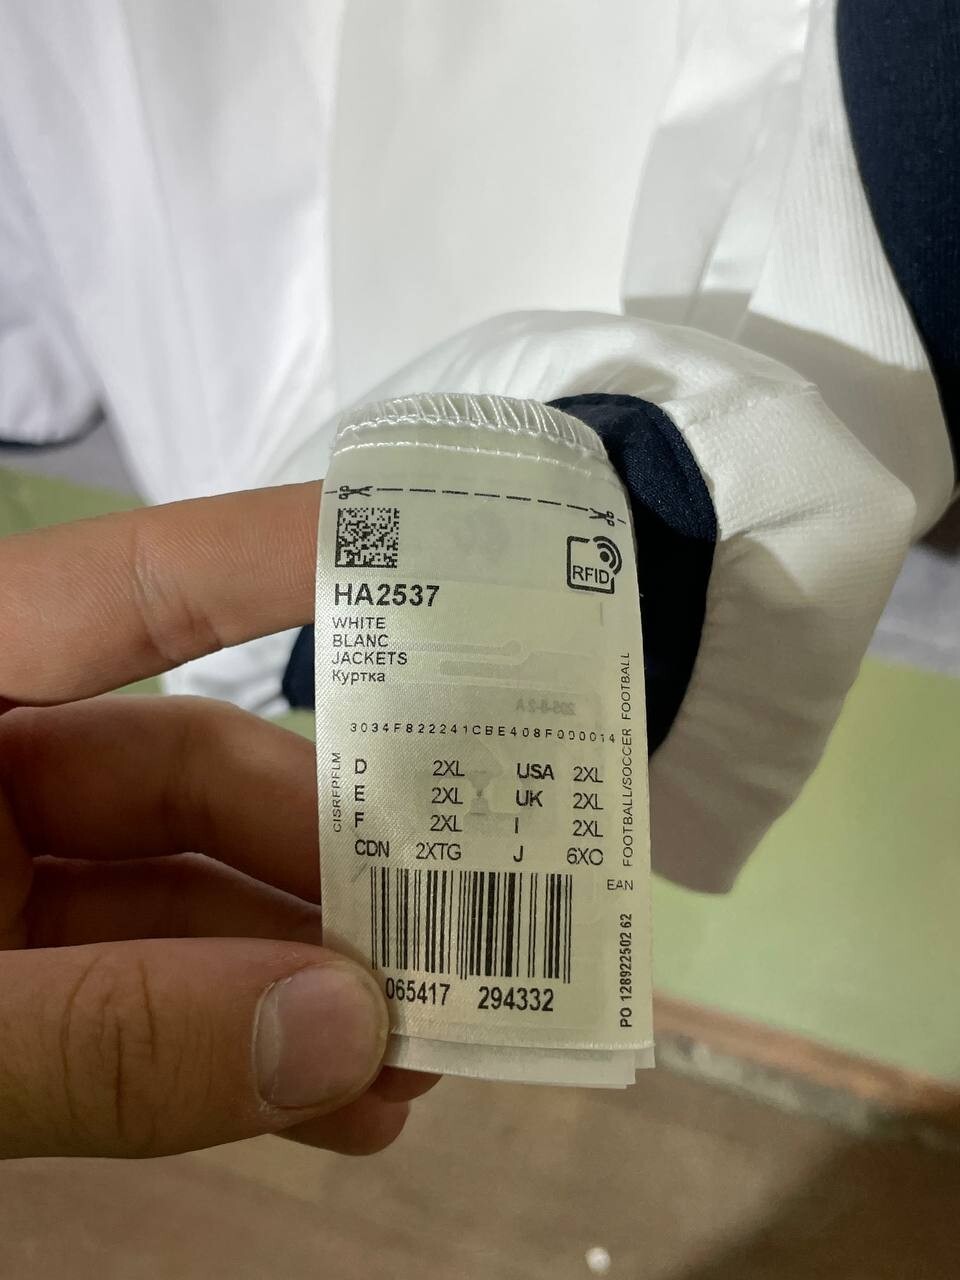 RFID
HA2537
WHITE
BLANC
JACKETS
Куртка
3034F822241CBE408F000014
CISRFPFLM
D 2XL USA 2XL
E 2XL UK 2XL
F 2XL I 2XL
CDN 2XTG J 6XO
FOOTBALL/SOCCER FOOTBALL
EAN
065417 294332
PO 128922502 62